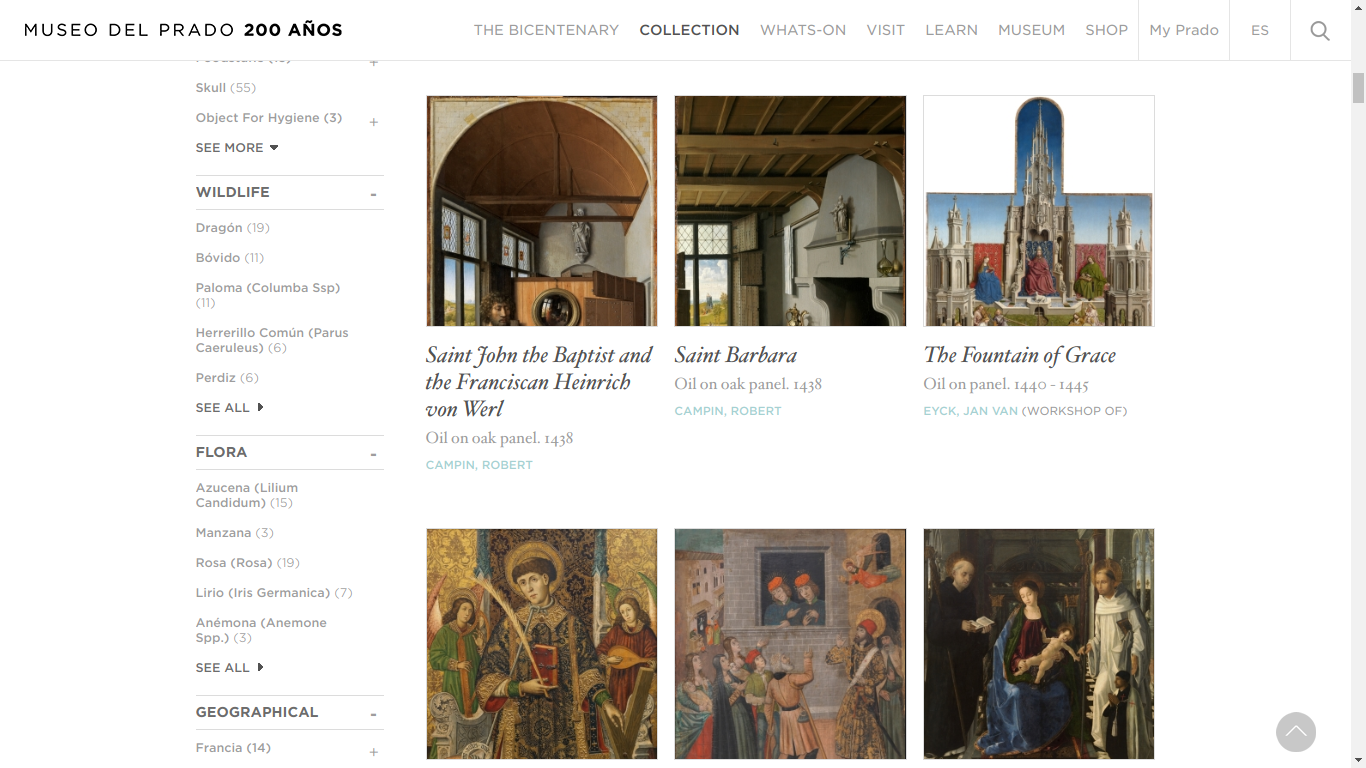 MUSEO DEL PRADO 200 AÑOS
THE BICENTENARY
COLLECTION
WHATS-ON
VISIT
LEARN
MUSEUM
SHOP
My Prado
ES
Skull (55)
Object For Hygiene (3)
+
SEE MORE
WILDLIFE
-
Dragón (19)
Bóvido (11)
Paloma (Columba Ssp)
(11)
Herrerillo Común (Parus
Caeruleus) (6)
Perdiz (6)
SEE ALL
FLORA
-
Azucena (Lilium
Candidum) (15)
Manzana (3)
Rosa (Rosa) (19)
Lirio (Iris Germanica) (7)
Anémona (Anemone
Spp.) (3)
SEE ALL
GEOGRAPHICAL
-
Francia (14)
+
Saint John the Baptist and
the Franciscan Heinrich
von Werl
Oil on oak panel. 1438
CAMPIN, ROBERT
Saint Barbara
Oil on oak panel. 1438
CAMPIN, ROBERT
The Fountain of Grace
Oil on panel. 1440 - 1445
EYCK, JAN VAN (WORKSHOP OF)